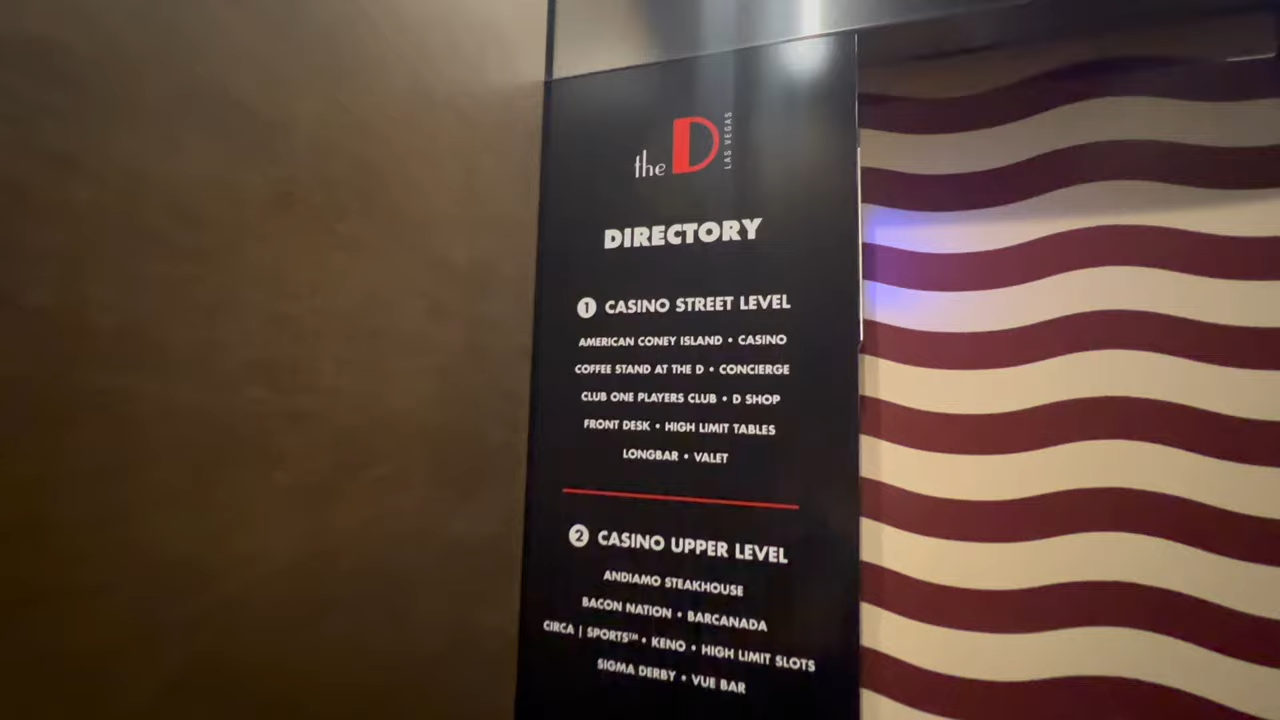 the D LAS VEGAS
DIRECTORY
1 CASINO STREET LEVEL
AMERICAN CONEY ISLAND • CASINO
COFFEE STAND AT THE D • CONCIERGE
CLUB ONE PLAYERS CLUB • D SHOP
FRONT DESK • HIGH LIMIT TABLES
LONGBAR • VALET
2 CASINO UPPER LEVEL
ANDIAMO STEAKHOUSE
BACON NATION • BARCANADA
CIRCA | SPORTS™ • KENO • HIGH LIMIT SLOTS
SIGMA DERBY • VUE BAR